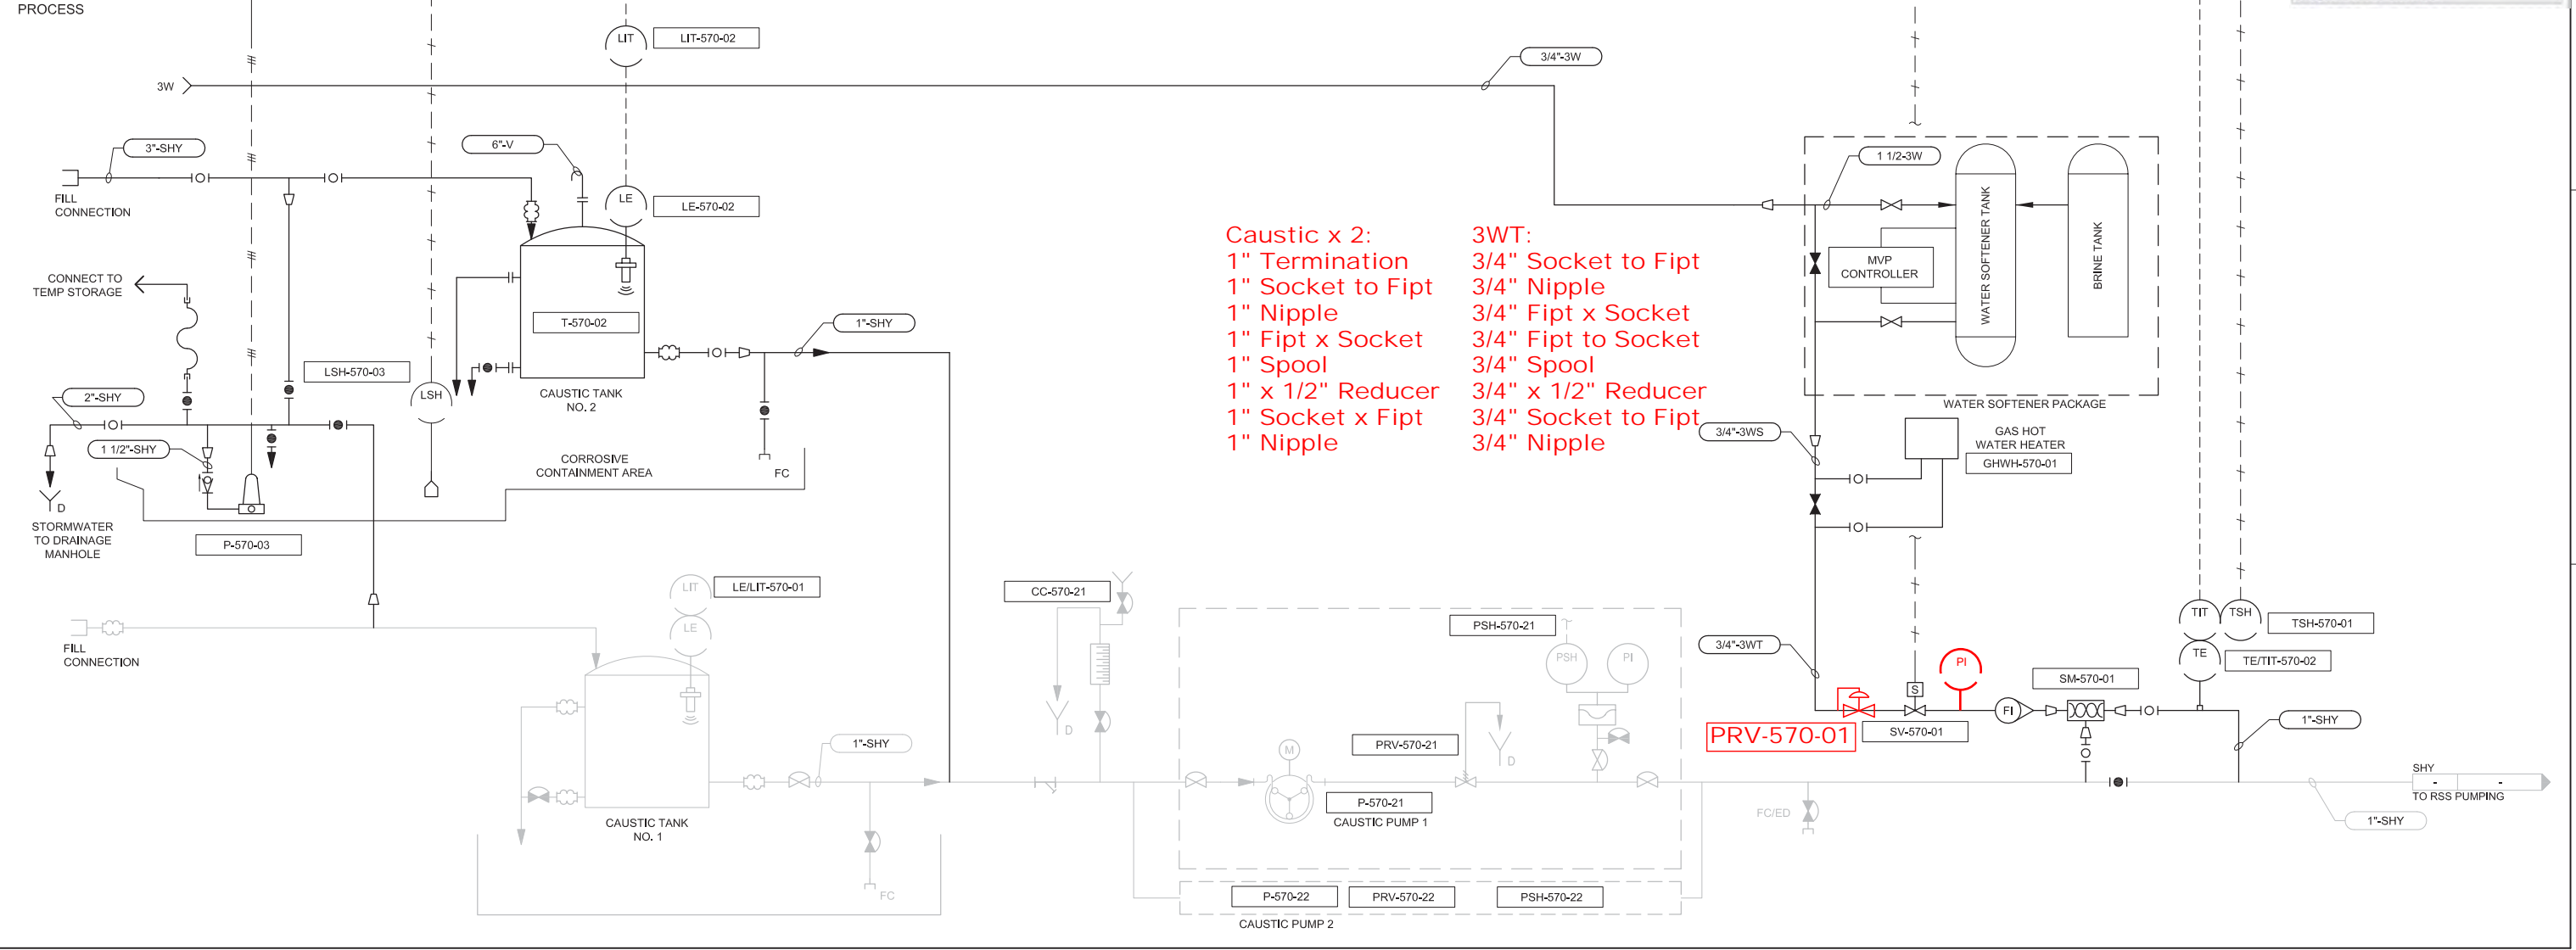 PROCESS
LIT
LIT-570-02
3/4"-3W
3W
3"-SHY
6"-V
1 1/2-3W
FILL
CONNECTION
LE
LE-570-02
WATER SOFTENER TANK
BRINE TANK
MVP
CONTROLLER
Caustic x 2:
1" Termination
1" Socket to Fipt
1" Nipple
1" Fipt x Socket
1" Spool
1" x 1/2" Reducer
1" Socket x Fipt
1" Nipple
3WT:
3/4" Socket to Fipt
3/4" Nipple
3/4" Fipt x Socket
3/4" Fipt to Socket
3/4" Spool
3/4" x 1/2" Reducer
3/4" Socket to Fipt
3/4" Nipple
CONNECT TO
TEMP STORAGE
T-570-02
1"-SHY
LSH-570-03
LSH
CAUSTIC TANK
NO. 2
2"-SHY
WATER SOFTENER PACKAGE
1 1/2"-SHY
CORROSIVE
CONTAINMENT AREA
FC
3/4"-3WS
GAS HOT
WATER HEATER
GHWH-570-01
D
STORMWATER
TO DRAINAGE
MANHOLE
P-570-03
LIT
LE/LIT-570-01
LE
CC-570-21
PSH-570-21
PSH
PI
TIT
TSH
TSH-570-01
FILL
CONNECTION
3/4"-3WT
PI
TE
TE/TIT-570-02
SM-570-01
S
FI
D
1"-SHY
PRV-570-21
D
PRV-570-01
SV-570-01
1"-SHY
M
SHY
-
-
TO RSS PUMPING
P-570-21
CAUSTIC PUMP 1
FC/ED
1"-SHY
CAUSTIC TANK
NO. 1
FC
P-570-22
PRV-570-22
PSH-570-22
CAUSTIC PUMP 2